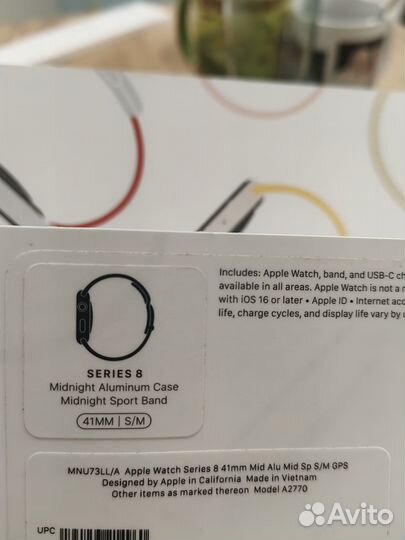 Includes: Apple Watch, band, and USB-C ch
available in all areas. Apple Watch is not a
with iOS 16 or later • Apple ID • Internet acc
life, charge cycles, and display life vary by u
SERIES 8
Midnight Aluminum Case
Midnight Sport Band
41MM | S/M
MNU73LL/A Apple Watch Series 8 41mm Mid Alu Mid Sp S/M GPS
Designed by Apple in California Made in Vietnam
Other items as marked thereon Model A2770
UPC
Avito